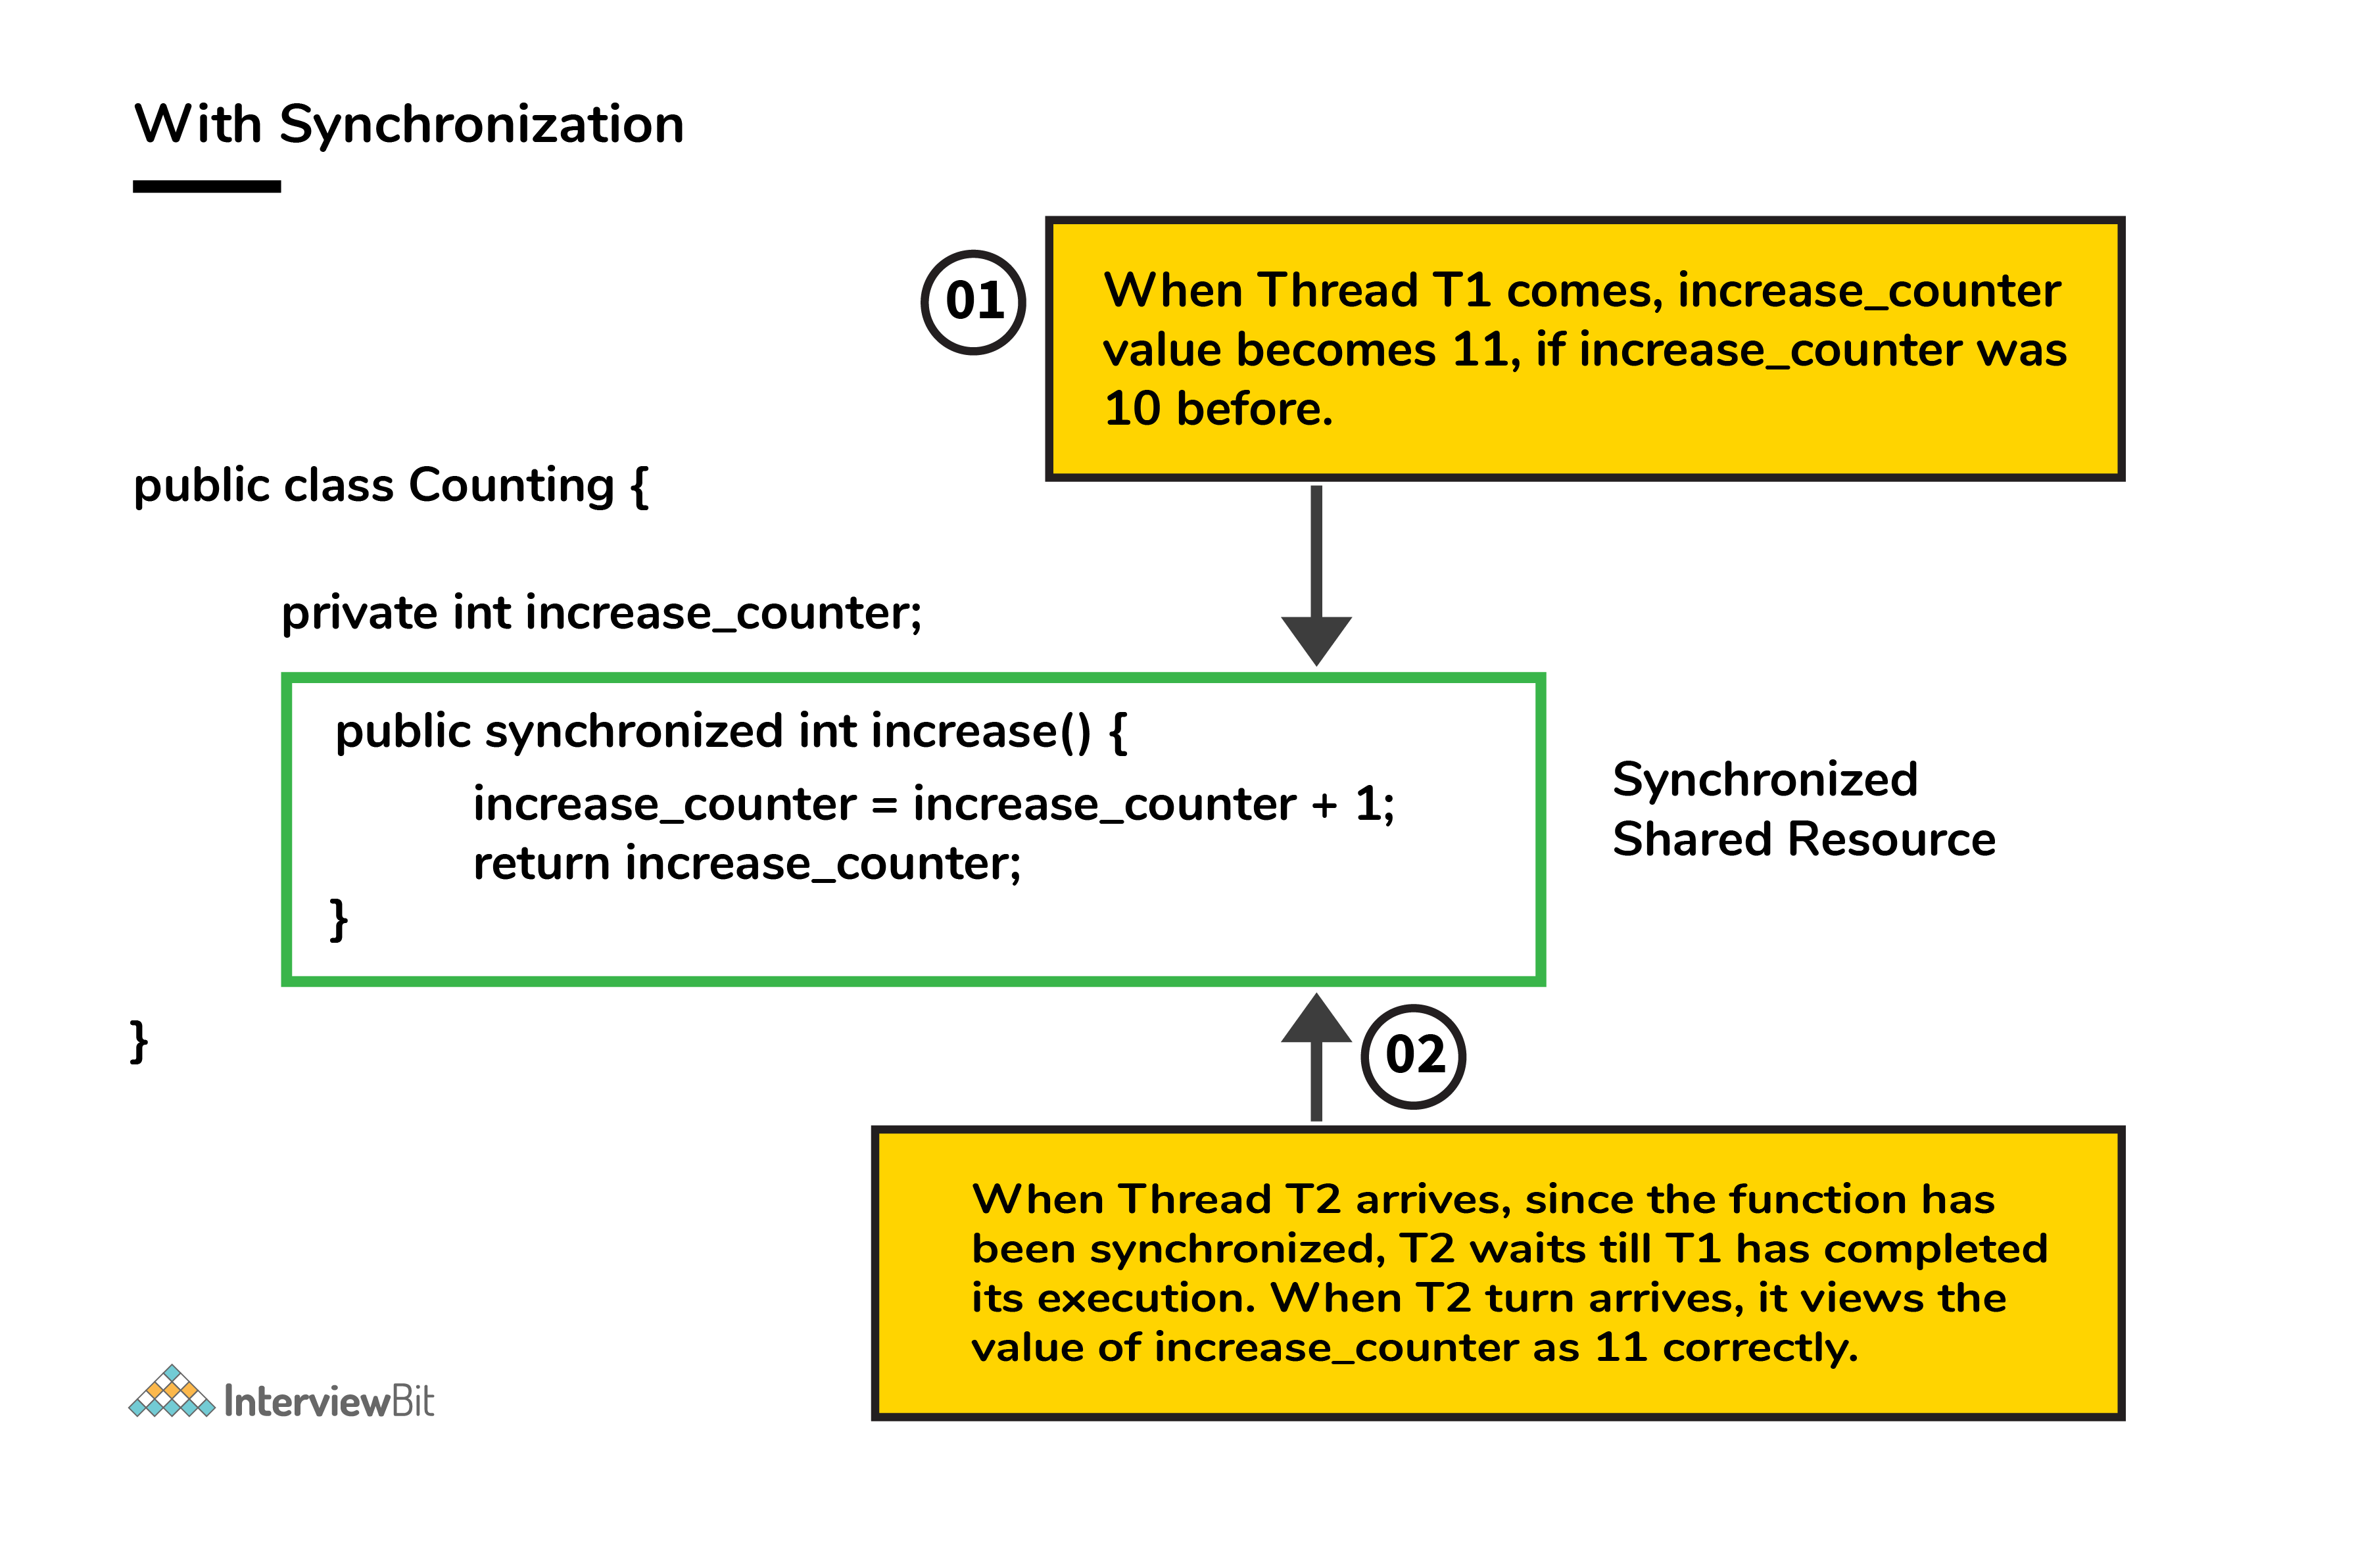 With Synchronization
01
When Thread T1 comes, increase_counter
value becomes 11, if increase_counter was
10 before.
public class Counting {
private int increase_counter;
public synchronized int increase() {
increase_counter = increase_counter + 1;
return increase_counter;
}
Synchronized
Shared Resource
}
02
When Thread T2 arrives, since the function has
been synchronized, T2 waits till T1 has completed
its execution. When T2 turn arrives, it views the
value of increase_counter as 11 correctly.
InterviewBit